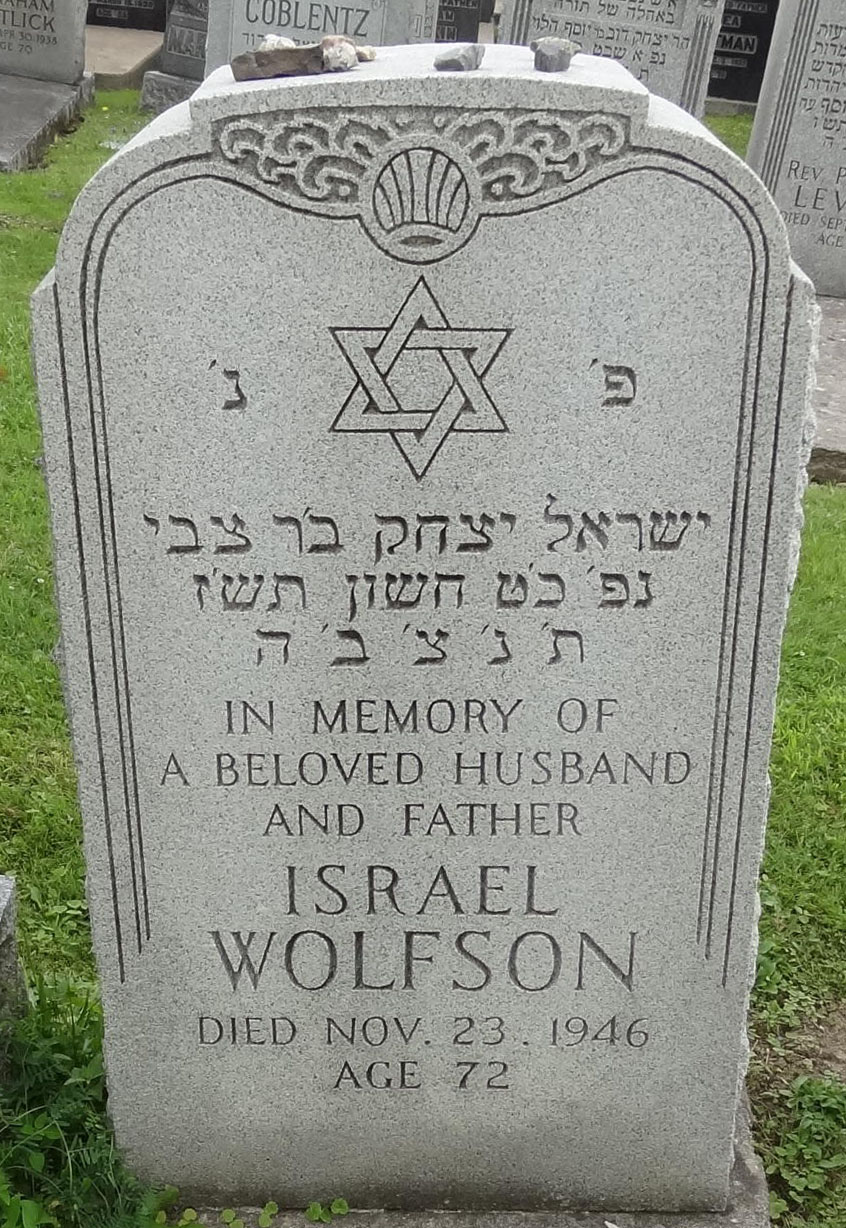 פ׳ נ׳
ישראל יצחק ב׳ר צבי
נפ׳ כ׳ט חשון תש׳ז
ת׳ נ׳ צ׳ ב׳ ה
IN MEMORY OF
A BELOVED HUSBAND
AND FATHER
ISRAEL
WOLFSON
DIED NOV. 23. 1946
AGE 72
COBLENTZ